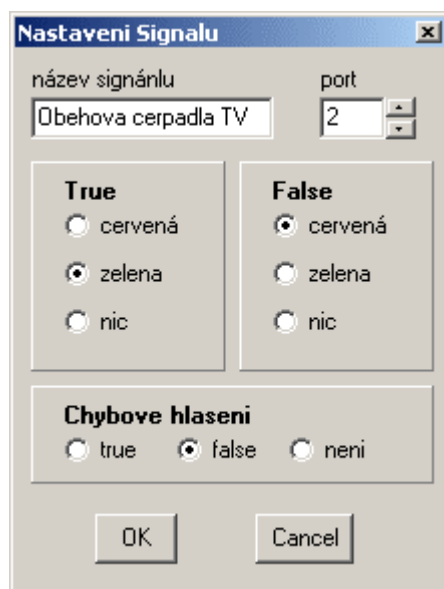 Nastaveni Signalu
název signánlu port
Obehova cerpadla TV 2
True False
cervená cervená
zelena zelena
nic nic
Chybove hlaseni
true false neni
OK Cancel